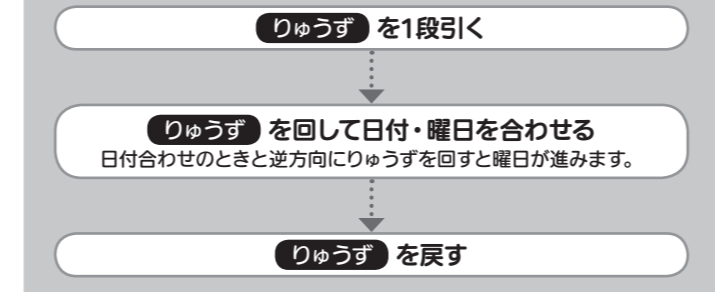 りゅうず を1段引く
りゅうず を回して日付・曜日を合わせる
日付合わせのときと逆方向にりゅうずを回すと曜日が進みます。
りゅうず を戻す